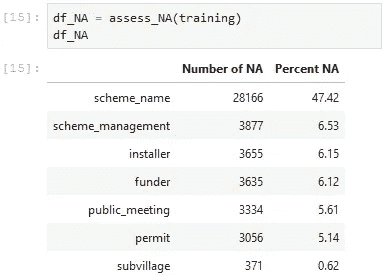 [15]: df_NA = assess_NA(training)
df_NA
[15]:
Number of NA Percent NA
scheme_name 28166 47.42
scheme_management 3877 6.53
installer 3655 6.15
funder 3635 6.12
public_meeting 3334 5.61
permit 3056 5.14
subvillage 371 0.62